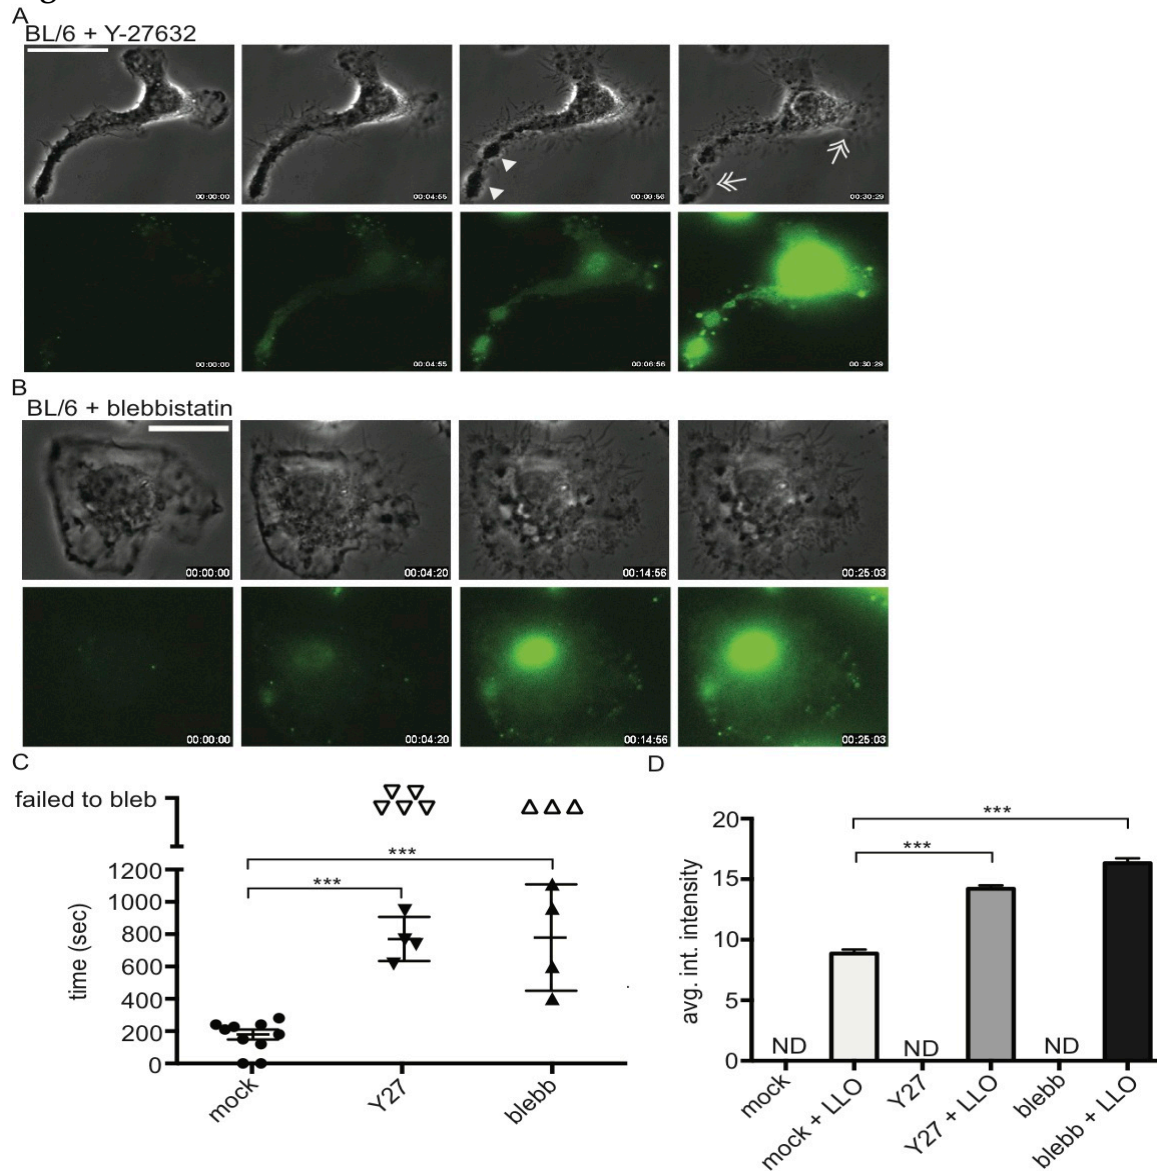 A
BL/6 + Y-27632
00:00:00
00:04:55
00:30:29
00:00:00
00:04:55
00:06:56
00:30:29
B
BL/6 + blebbistatin
00:00:00
00:04:20
00:14:56
00:25:03
00:00:00
00:04:20
00:14:56
00:25:03
C
failed to bleb
***
***
1200
1000
800
600
400
200
0
time (sec)
mock
Y27
blebb
D
***
***
20
15
10
5
0
avg. int. intensity
ND
ND
ND
mock
mock + LLO
Y27
Y27 + LLO
blebb
blebb + LLO